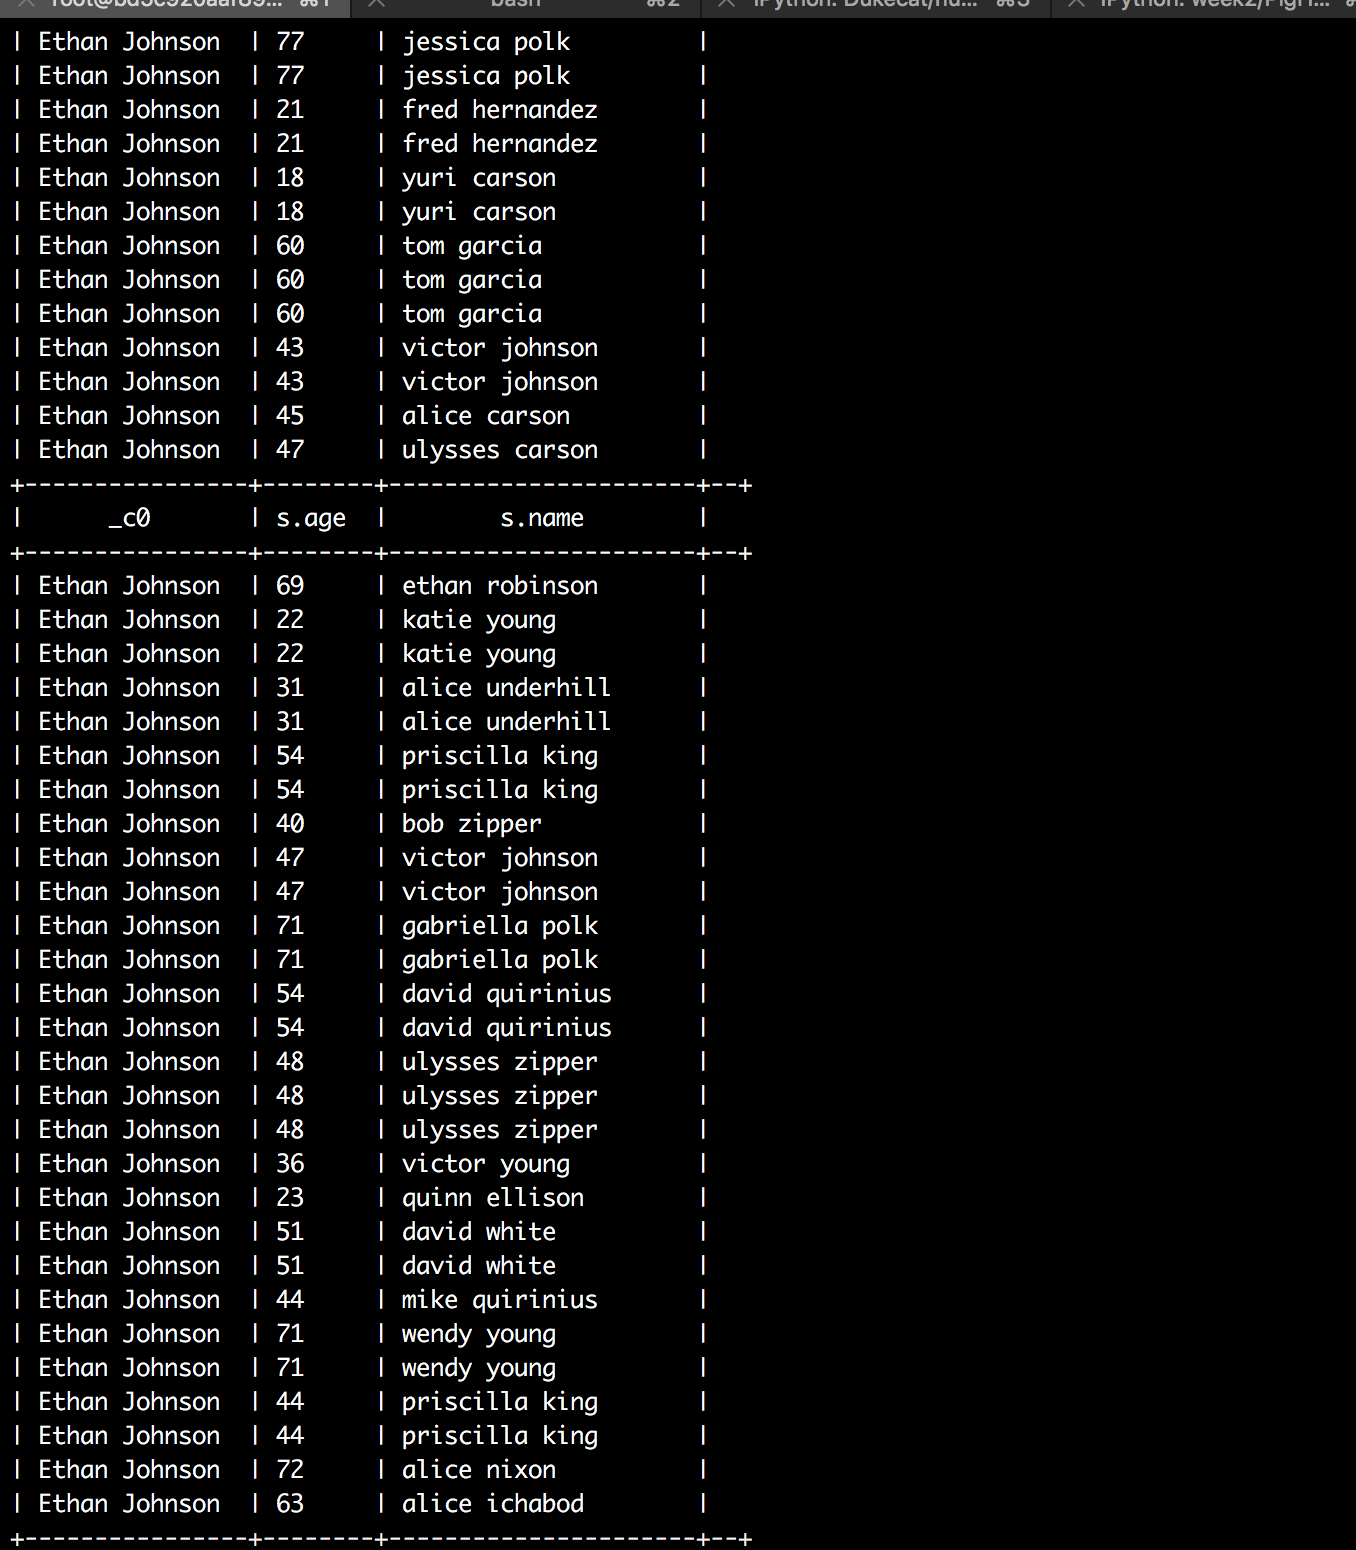 bash ⌘2
| Ethan Johnson | 77 | jessica polk |
| Ethan Johnson | 77 | jessica polk |
| Ethan Johnson | 21 | fred hernandez |
| Ethan Johnson | 21 | fred hernandez |
| Ethan Johnson | 18 | yuri carson |
| Ethan Johnson | 18 | yuri carson |
| Ethan Johnson | 60 | tom garcia |
| Ethan Johnson | 60 | tom garcia |
| Ethan Johnson | 60 | tom garcia |
| Ethan Johnson | 43 | victor johnson |
| Ethan Johnson | 43 | victor johnson |
| Ethan Johnson | 45 | alice carson |
| Ethan Johnson | 47 | ulysses carson |
+----------------+--------+----------------------+--+
| _c0 | s.age | s.name |
+----------------+--------+----------------------+--+
| Ethan Johnson | 69 | ethan robinson |
| Ethan Johnson | 22 | katie young |
| Ethan Johnson | 22 | katie young |
| Ethan Johnson | 31 | alice underhill |
| Ethan Johnson | 31 | alice underhill |
| Ethan Johnson | 54 | priscilla king |
| Ethan Johnson | 54 | priscilla king |
| Ethan Johnson | 40 | bob zipper |
| Ethan Johnson | 47 | victor johnson |
| Ethan Johnson | 47 | victor johnson |
| Ethan Johnson | 71 | gabriella polk |
| Ethan Johnson | 71 | gabriella polk |
| Ethan Johnson | 54 | david quirinius |
| Ethan Johnson | 54 | david quirinius |
| Ethan Johnson | 48 | ulysses zipper |
| Ethan Johnson | 48 | ulysses zipper |
| Ethan Johnson | 48 | ulysses zipper |
| Ethan Johnson | 36 | victor young |
| Ethan Johnson | 23 | quinn ellison |
| Ethan Johnson | 51 | david white |
| Ethan Johnson | 51 | david white |
| Ethan Johnson | 44 | mike quirinius |
| Ethan Johnson | 71 | wendy young |
| Ethan Johnson | 71 | wendy young |
| Ethan Johnson | 44 | priscilla king |
| Ethan Johnson | 44 | priscilla king |
| Ethan Johnson | 72 | alice nixon |
| Ethan Johnson | 63 | alice ichabod |
+----------------+--------+----------------------+--+